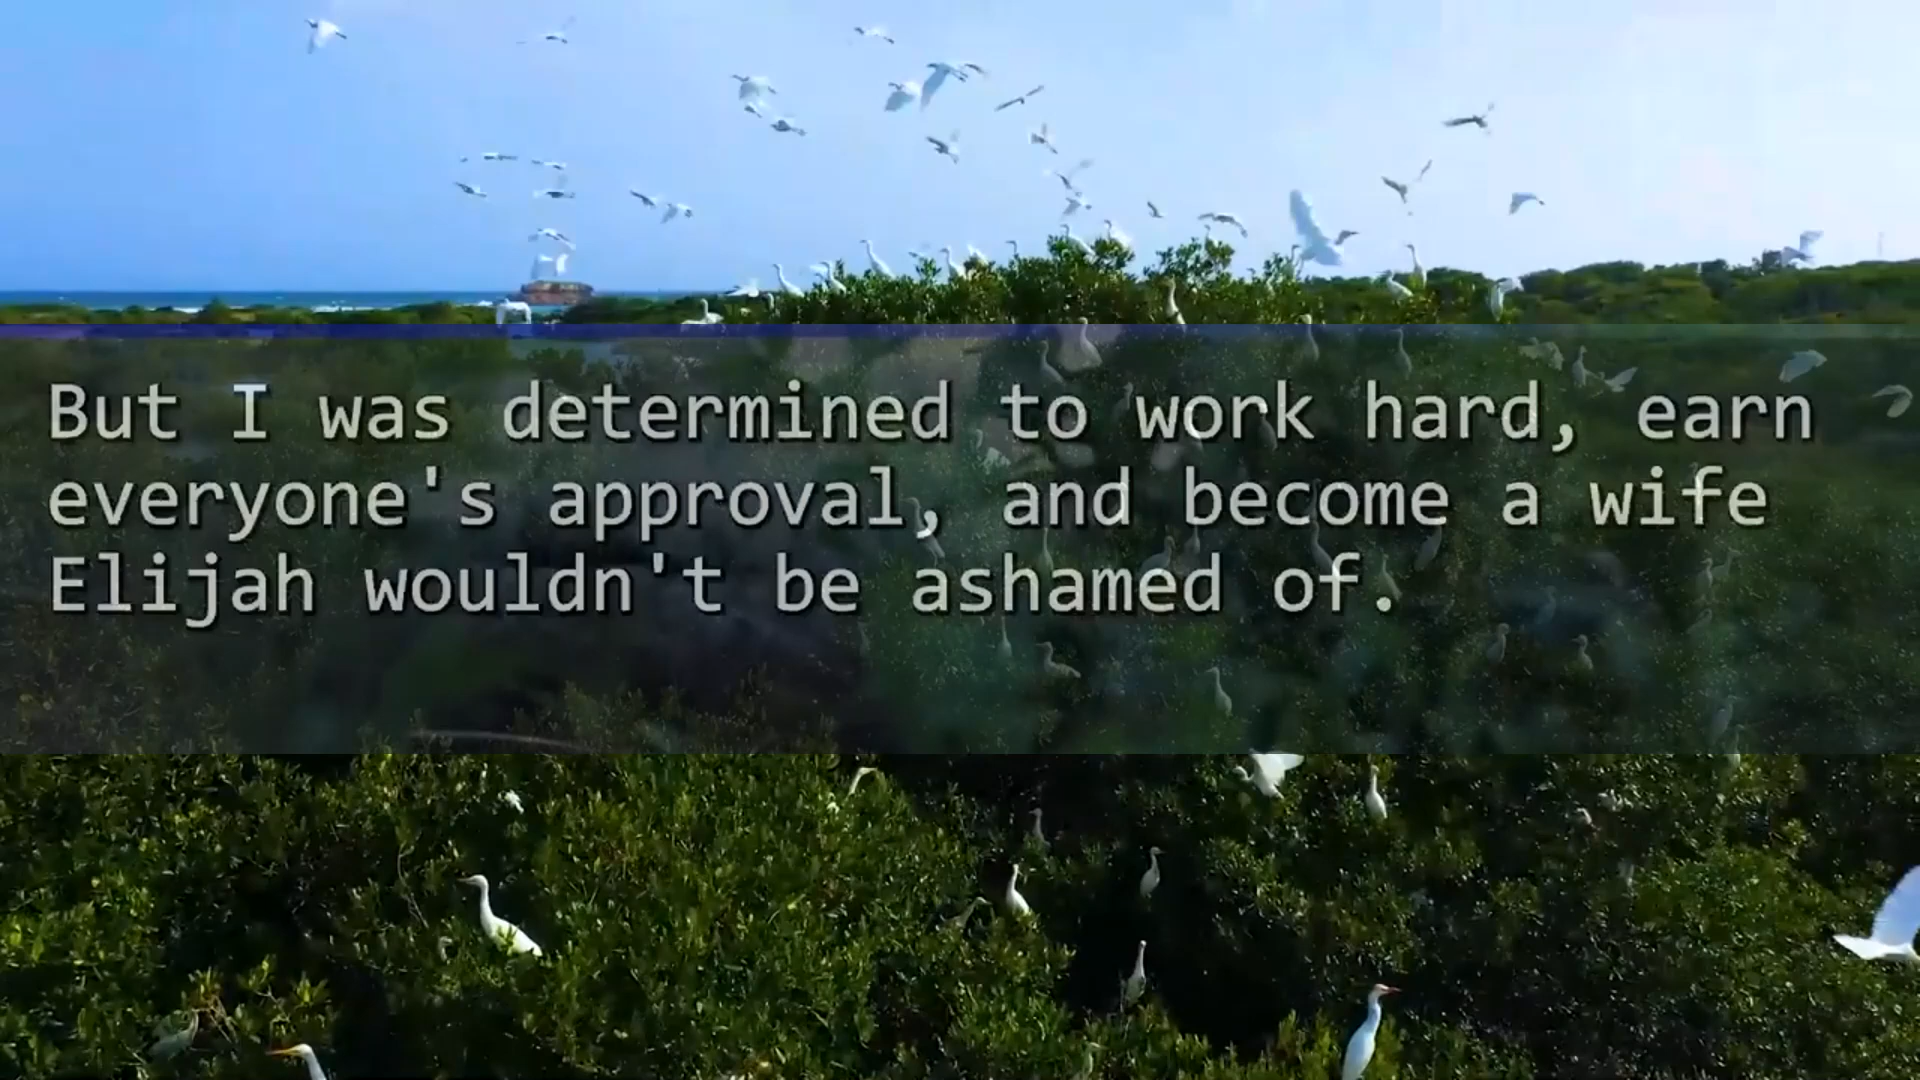 But I was determined to work hard, earn
everyone's approval, and become a wife
Elijah wouldn't be ashamed of.